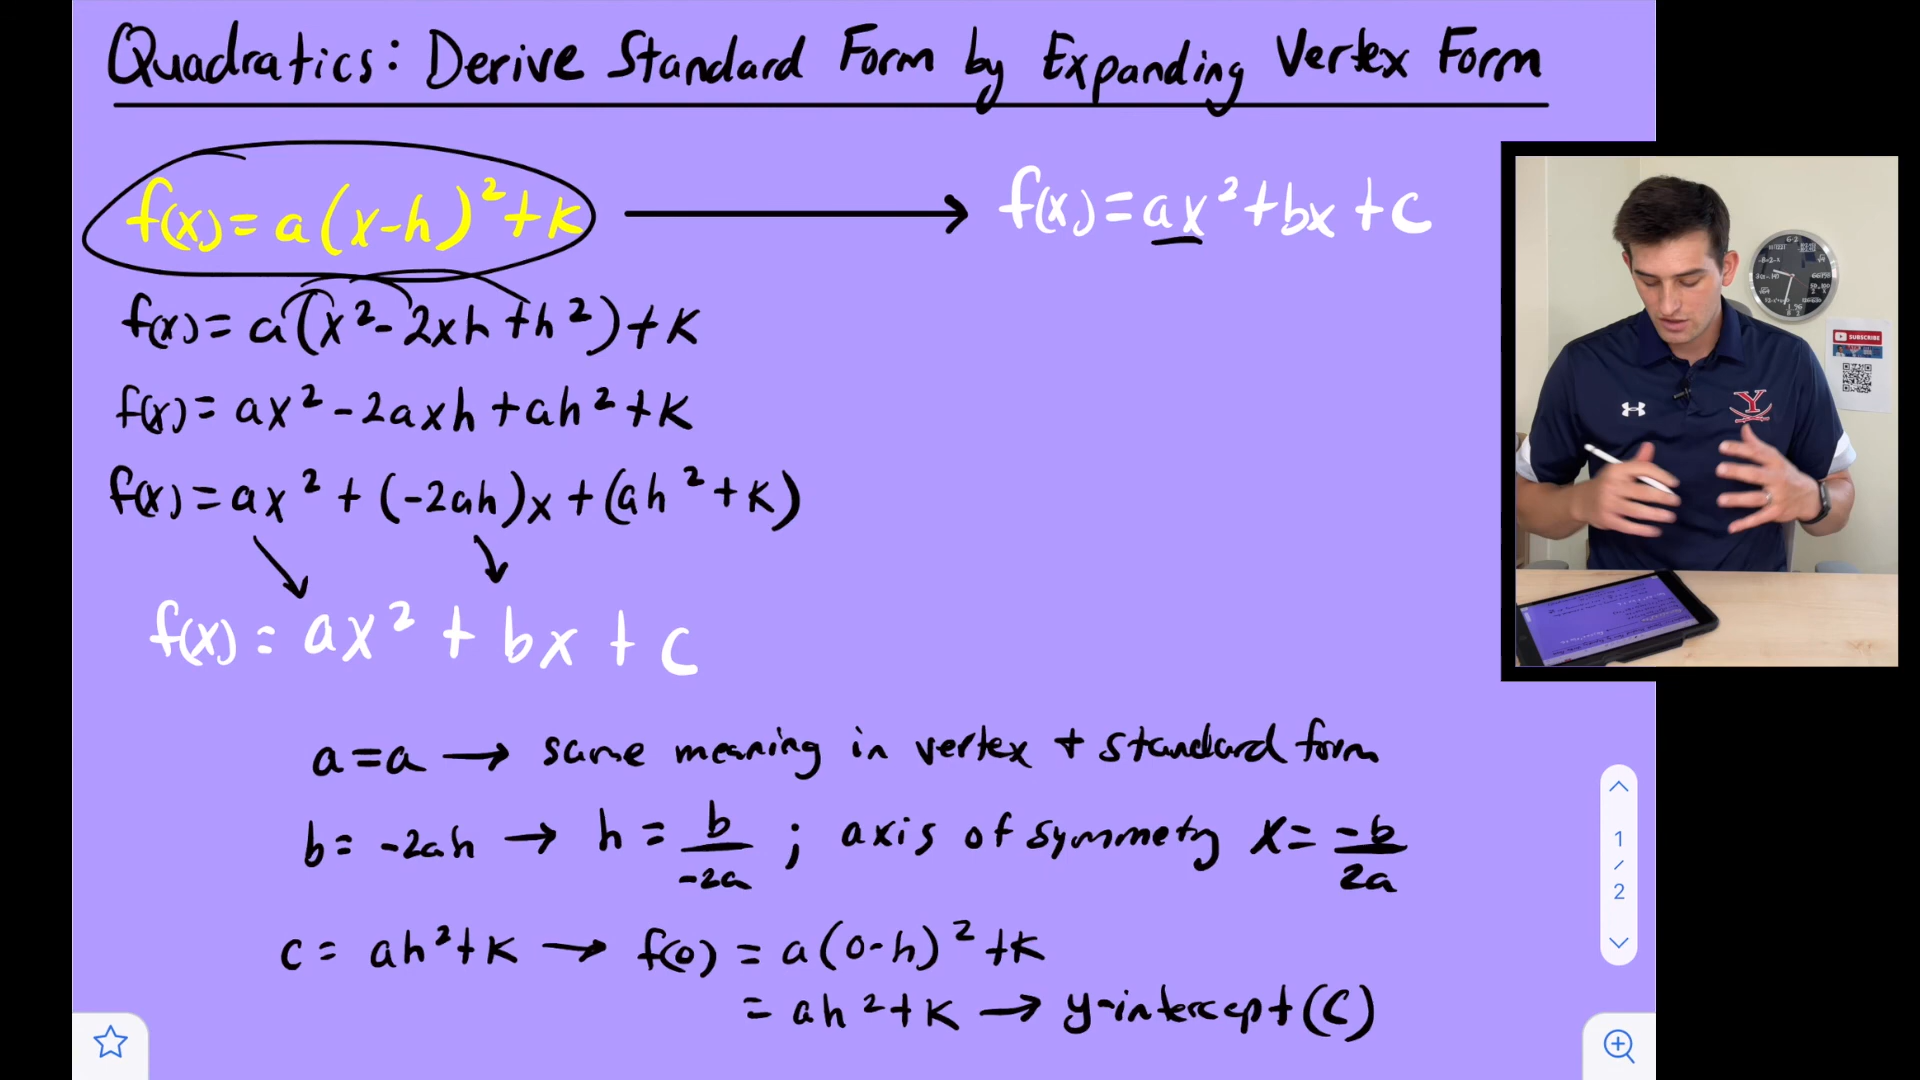 Quadratics: Derive Standard Form by Expanding Vertex Form
f(x) = a(x-h)²+k → f(x) = ax²+bx+c
f(x) = a(x²-2xh+h²)+k
f(x) = ax²-2axh+ah²+k
f(x) = ax²+(-2ah)x+(ah²+k)
f(x) = ax²+bx+c
a=a → same meaning in vertex + standard form
b = -2ah → h = b/-2a ; axis of symmetry x = -b/2a
c = ah²+k → f(0) = a(0-h)²+k
= ah²+k → y-intercept (c)
SUBSCRIBE
Y
1
/
2